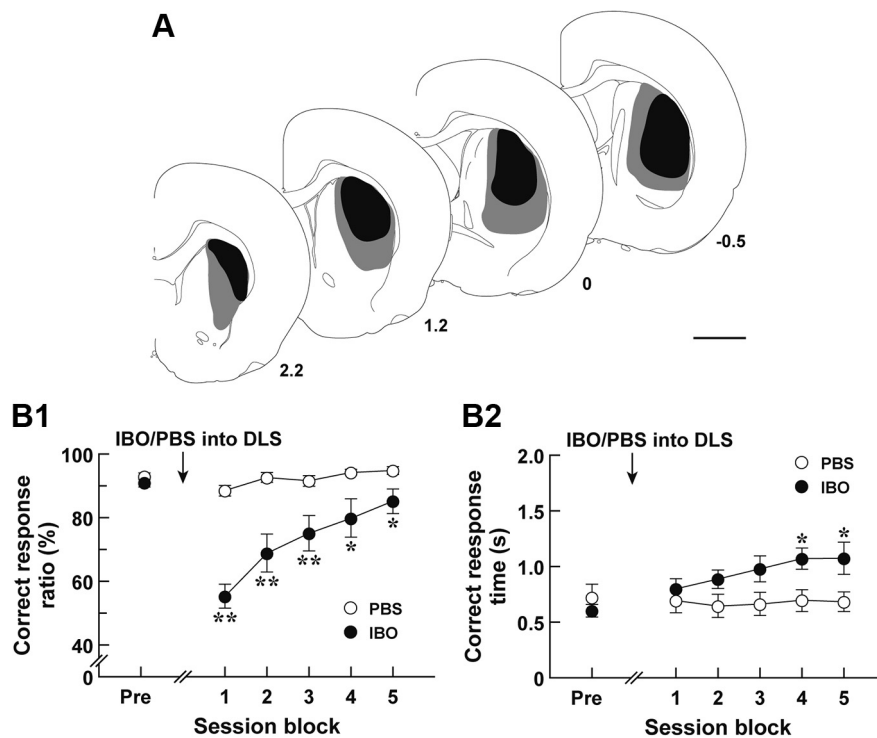 A
-0.5
0
1.2
2.2
B1
IBO/PBS into DLS
100
80
60
40
0
Correct response
ratio (%)
PBS
IBO
**
**
**
*
*
Pre
1
2
3
4
5
Session block
B2
IBO/PBS into DLS
2.0
1.5
1.0
0.5
0
Correct reesponse
time (s)
PBS
IBO
*
*
Pre
1
2
3
4
5
Session block